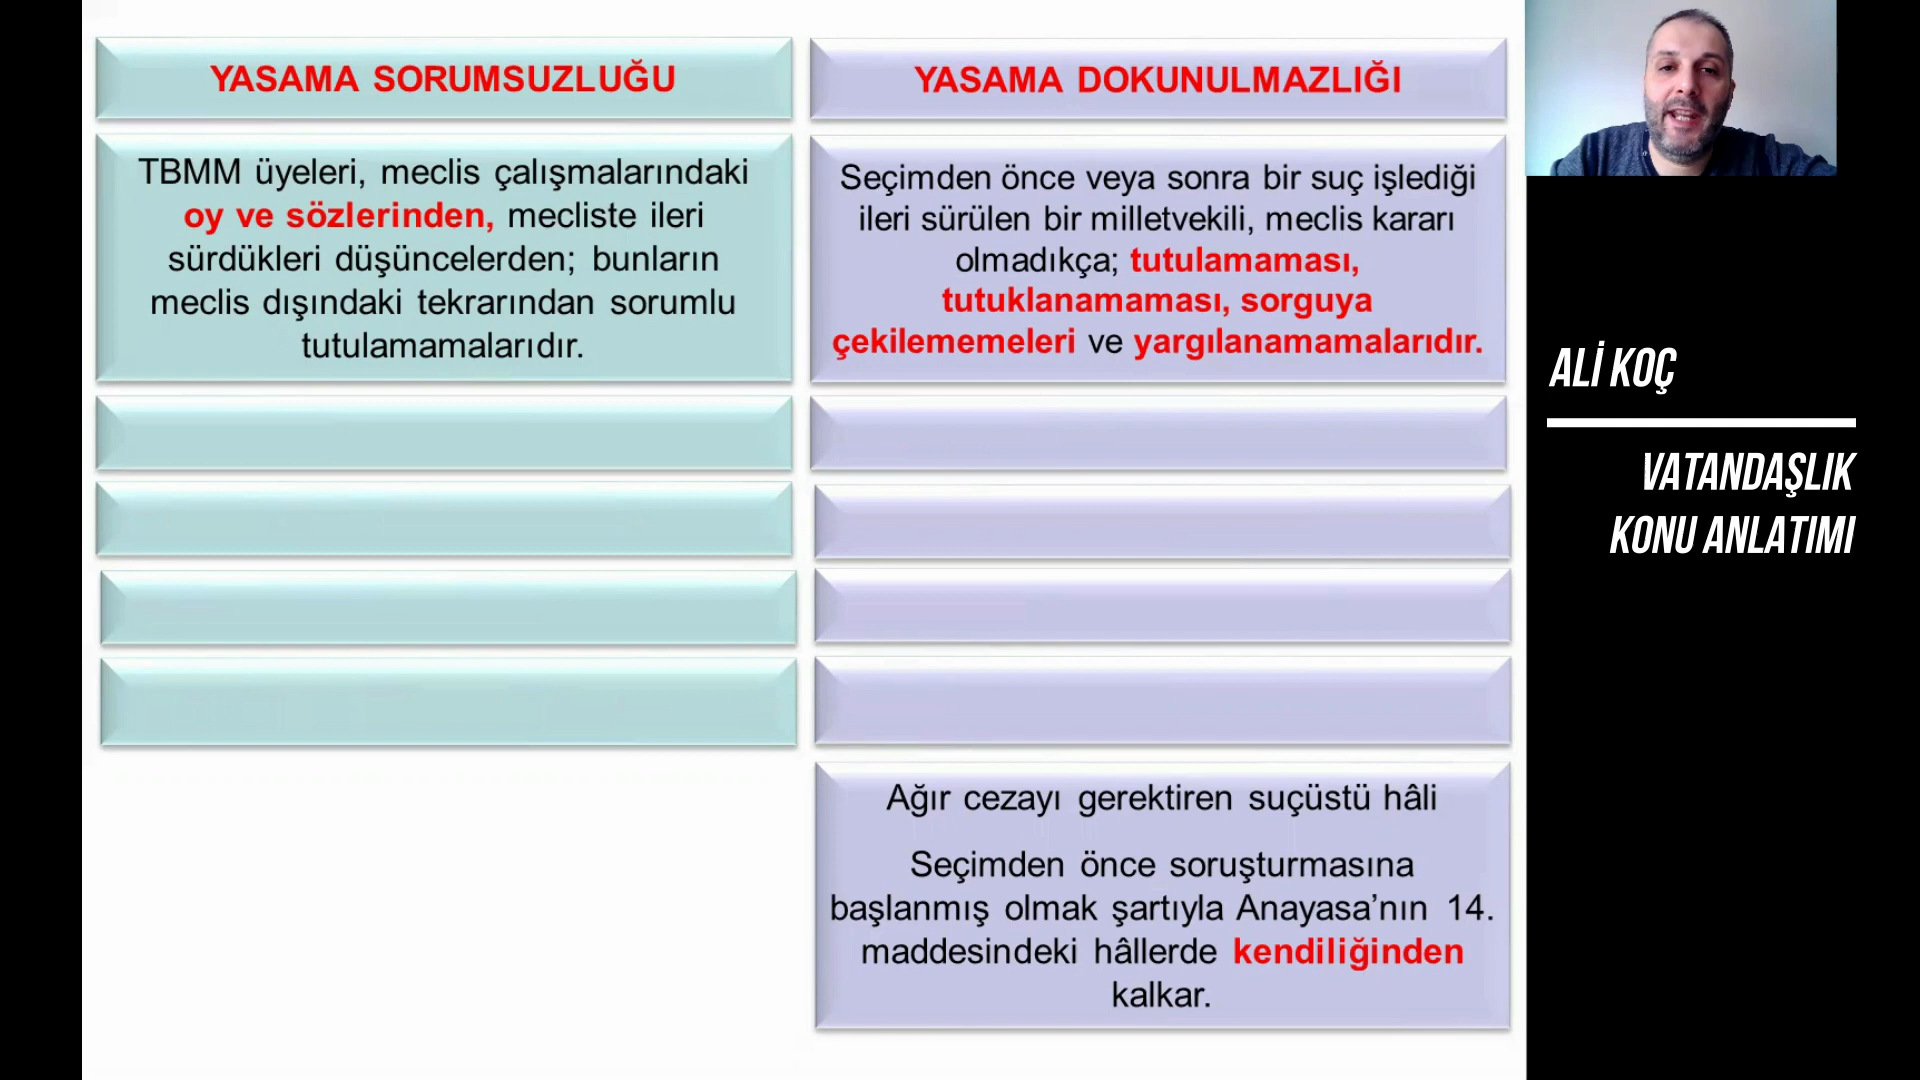 YASAMA SORUMSUZLUĞU
TBMM üyeleri, meclis çalışmalarındaki
oy ve sözlerinden, mecliste ileri
sürdükleri düşüncelerden; bunların
meclis dışındaki tekrarından sorumlu
tutulamamalarıdır.
YASAMA DOKUNULMAZLIĞI
Seçimden önce veya sonra bir suç işlediği
ileri sürülen bir milletvekili, meclis kararı
olmadıkça; tutulamaması,
tutuklanamaması, sorguya
çekilememeleri ve yargılanamamalarıdır.
Ağır cezayı gerektiren suçüstü hâli
Seçimden önce soruşturmasına
başlanmış olmak şartıyla Anayasa’nın 14.
maddesindeki hâllerde kendiliğinden
kalkar.
ALİ KOÇ
VATANDAŞLIK
KONU ANLATIMI